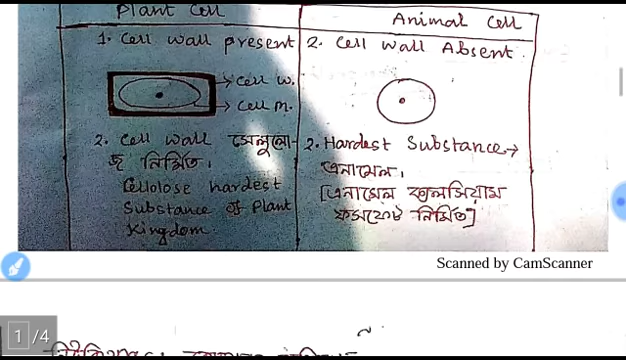 Plant Cell
Animal Cell
1. Cell wall present
2. Cell wall Absent.
→ Cell w.
→ Cell m.
2. Cell wall সেলুলো-
জ নির্মিত।
Cellolose hardest
Substance of Plant
Kingdom.
2. Hardest Substance →
এনামেল।
[এনামেল ক্যালসিয়াম
ফসফেট নির্মিত]
Scanned by CamScanner
1 /4